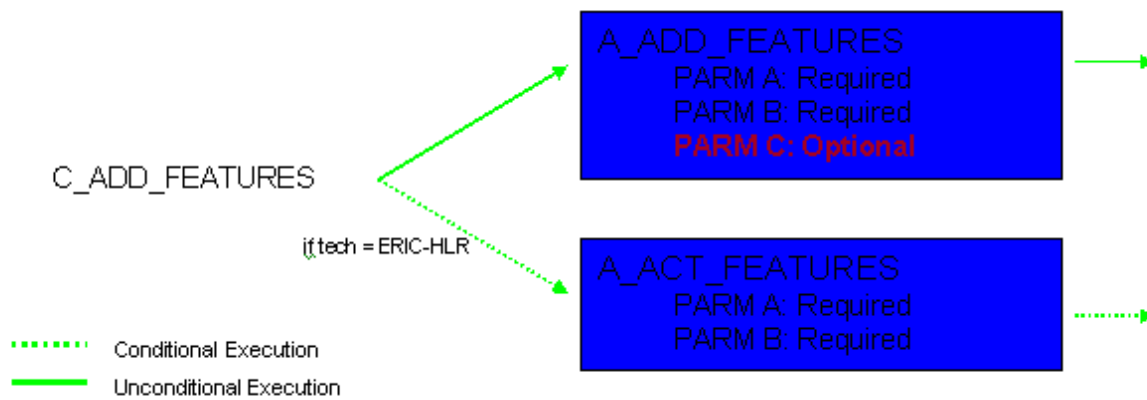 A_ADD_FEATURES
PARM A: Required
PARM B: Required
PARM C: Optional
C_ADD_FEATURES
if tech = ERIC-HLR
A_ACT_FEATURES
PARM A: Required
PARM B: Required
Conditional Execution
Unconditional Execution